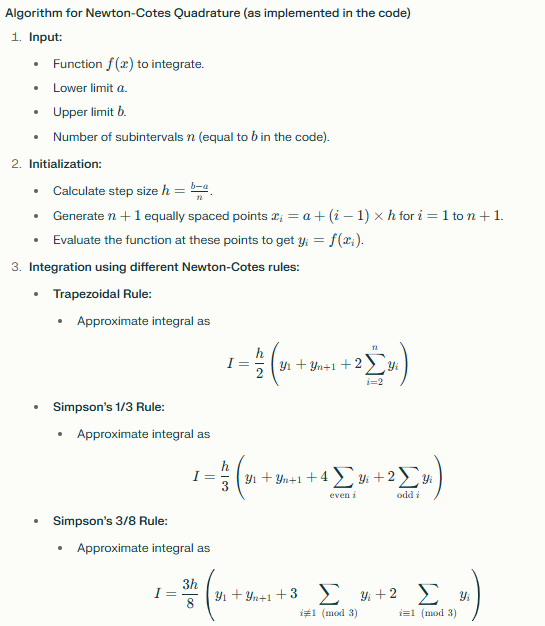 Algorithm for Newton-Cotes Quadrature (as implemented in the code)
1. Input:
• Function f(x) to integrate.
• Lower limit a.
• Upper limit b.
• Number of subintervals n (equal to b in the code).
2. Initialization:
• Calculate step size h = \frac{b-a}{n}.
• Generate n + 1 equally spaced points x_i = a + (i − 1) × h for i = 1 to n + 1.
• Evaluate the function at these points to get y_i = f(x_i).
3. Integration using different Newton-Cotes rules:
• Trapezoidal Rule:
• Approximate integral as
I = \frac{h}{2} \left( y_1 + y_{n+1} + 2 \sum_{i=2}^{n} y_i \right)
• Simpson's 1/3 Rule:
• Approximate integral as
I = \frac{h}{3} \left( y_1 + y_{n+1} + 4 \sum_{\text{even } i} y_i + 2 \sum_{\text{odd } i} y_i \right)
• Simpson's 3/8 Rule:
• Approximate integral as
I = \frac{3h}{8} \left( y_1 + y_{n+1} + 3 \sum_{i \not\equiv 1 \pmod 3} y_i + 2 \sum_{i \equiv 1 \pmod 3} y_i \right)